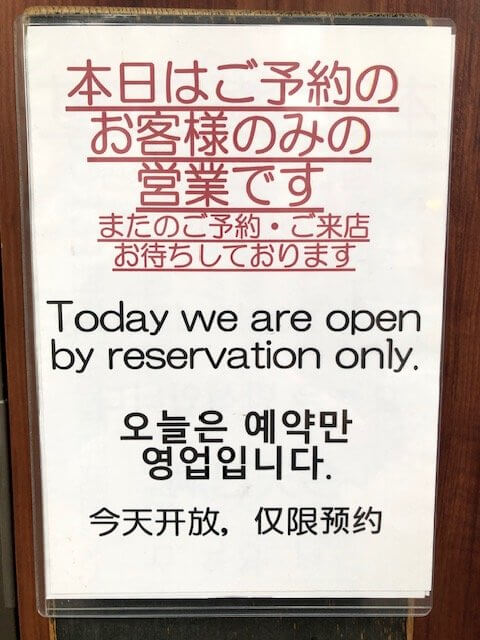 本日はご予約の
お客様のみの
営業です
またのご予約・ご来店
お待ちしております
Today we are open
by reservation only.
오늘은 예약만
영업입니다.
今天开放，仅限预约